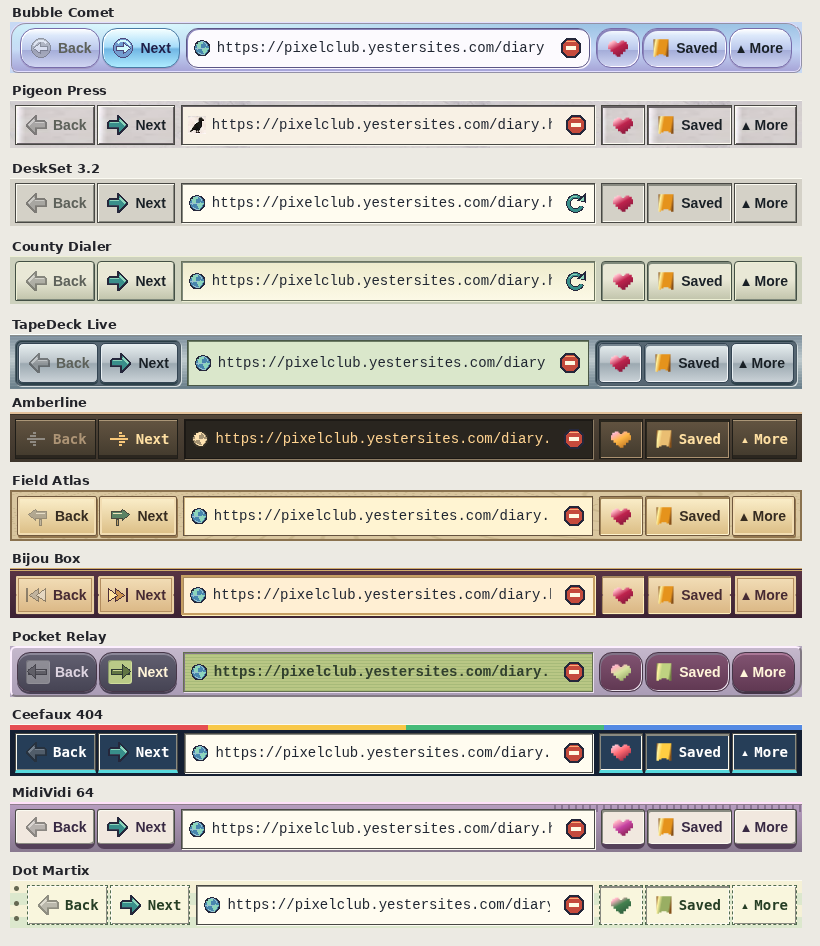 Bubble Comet
Back Next https://pixelclub.yestersites.com/diary Saved ▲ More
Pigeon Press
Back Next https://pixelclub.yestersites.com/diary.h Saved ▲ More
DeskSet 3.2
Back Next https://pixelclub.yestersites.com/diary.h Saved ▲ More
County Dialer
Back Next https://pixelclub.yestersites.com/diary.h Saved ▲ More
TapeDeck Live
Back Next https://pixelclub.yestersites.com/diary Saved ▲ More
Amberline
Back Next https://pixelclub.yestersites.com/diary. Saved ▲ More
Field Atlas
Back Next https://pixelclub.yestersites.com/diary. Saved ▲ More
Bijou Box
Back Next https://pixelclub.yestersites.com/diary. Saved ▲ More
Pocket Relay
Back Next https://pixelclub.yestersites.com/diary. Saved ▲ More
Ceefaux 404
Back Next https://pixelclub.yestersites.com/diary. Saved ▲ More
MidiVidi 64
Back Next https://pixelclub.yestersites.com/diary.h Saved ▲ More
Dot Martix
Back Next https://pixelclub.yestersites.com/diary Saved ▲ More